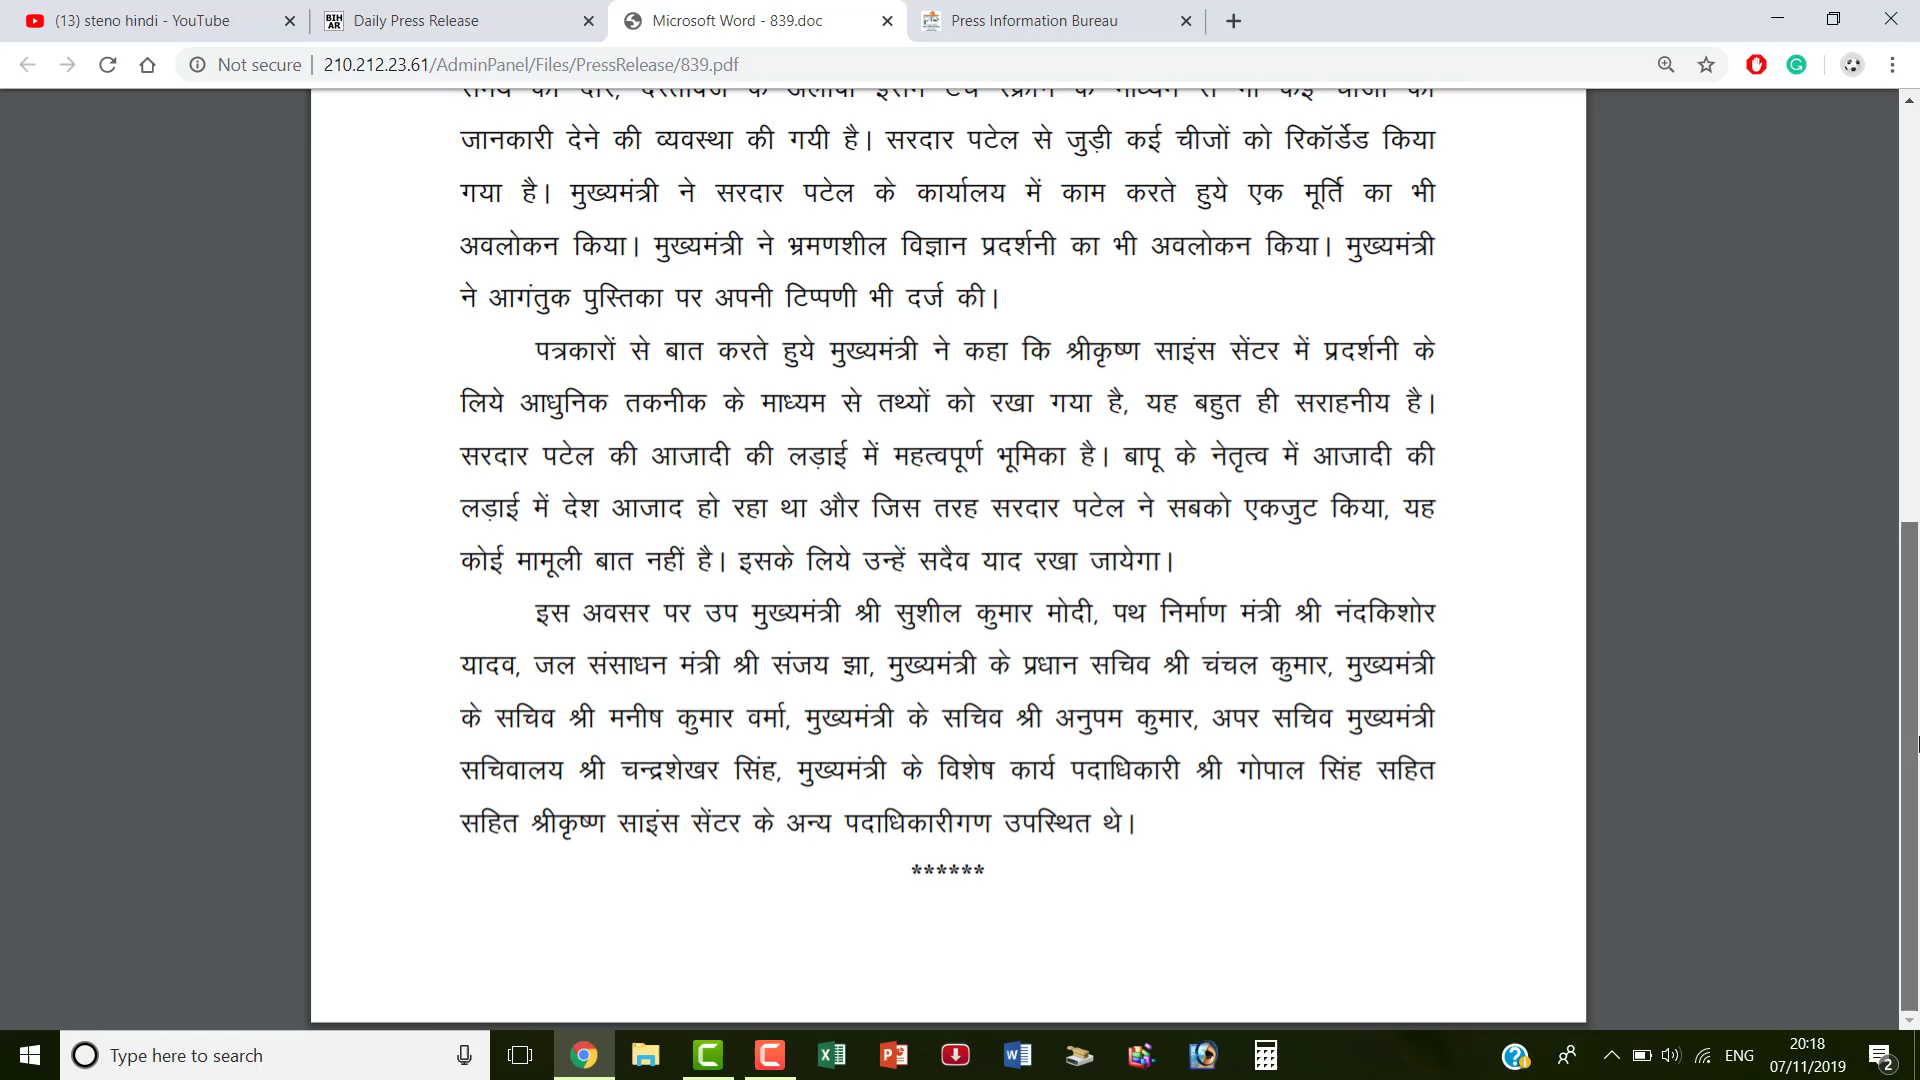 (13) steno hindi - YouTube
Daily Press Release
Microsoft Word - 839.doc
Press Information Bureau
Not secure | 210.212.23.61/AdminPanel/Files/PressRelease/839.pdf
जानकारी देने की व्यवस्था की गयी है। सरदार पटेल से जुड़ी कई चीजों को रिकॉर्डेड किया
गया है। मुख्यमंत्री ने सरदार पटेल के कार्यालय में काम करते हुये एक मूर्ति का भी
अवलोकन किया। मुख्यमंत्री ने भ्रमणशील विज्ञान प्रदर्शनी का भी अवलोकन किया। मुख्यमंत्री
ने आगंतुक पुस्तिका पर अपनी टिप्पणी भी दर्ज की।
पत्रकारों से बात करते हुये मुख्यमंत्री ने कहा कि श्रीकृष्ण साइंस सेंटर में प्रदर्शनी के
लिये आधुनिक तकनीक के माध्यम से तथ्यों को रखा गया है, यह बहुत ही सराहनीय है।
सरदार पटेल की आजादी की लड़ाई में महत्वपूर्ण भूमिका है। बापू के नेतृत्व में आजादी की
लड़ाई में देश आजाद हो रहा था और जिस तरह सरदार पटेल ने सबको एकजुट किया, यह
कोई मामूली बात नहीं है। इसके लिये उन्हें सदैव याद रखा जायेगा।
इस अवसर पर उप मुख्यमंत्री श्री सुशील कुमार मोदी, पथ निर्माण मंत्री श्री नंदकिशोर
यादव, जल संसाधन मंत्री श्री संजय झा, मुख्यमंत्री के प्रधान सचिव श्री चंचल कुमार, मुख्यमंत्री
के सचिव श्री मनीष कुमार वर्मा, मुख्यमंत्री के सचिव श्री अनुपम कुमार, अपर सचिव मुख्यमंत्री
सचिवालय श्री चन्द्रशेखर सिंह, मुख्यमंत्री के विशेष कार्य पदाधिकारी श्री गोपाल सिंह सहित
सहित श्रीकृष्ण साइंस सेंटर के अन्य पदाधिकारीगण उपस्थित थे।
******
Type here to search
ENG
20:18
07/11/2019
2